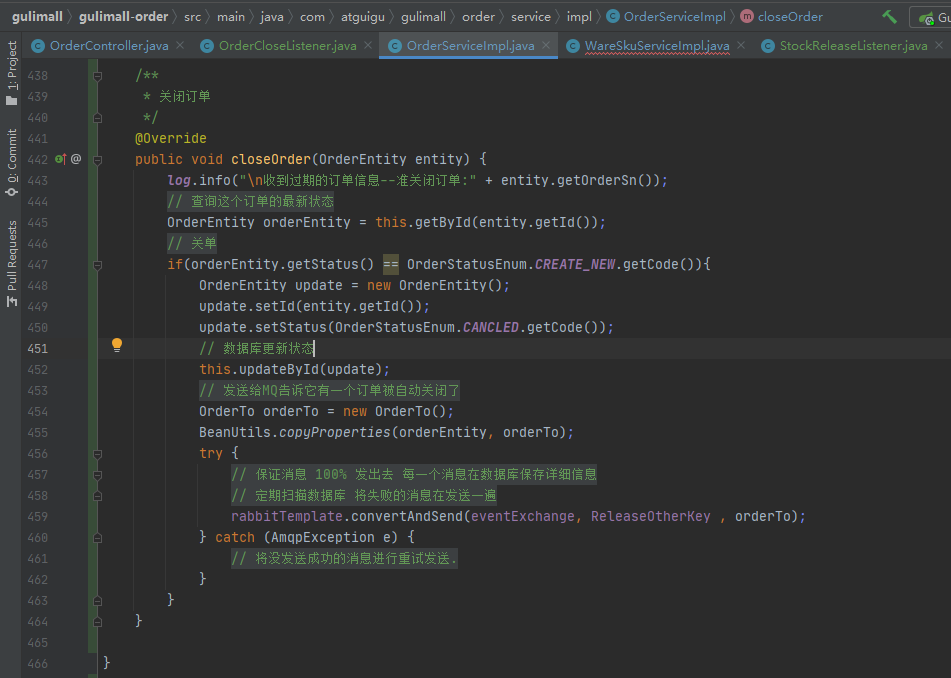 gulimall gulimall-order src main java com atguigu gulimall order service impl OrderServiceImpl closeOrder Gu
OrderController.java OrderCloseListener.java OrderServiceImpl.java WareSkuServiceImpl.java StockReleaseListener.java
1: Project
0: Commit
Pull Requests
438 /**
439 * 关闭订单
440 */
441 @Override
442 public void closeOrder(OrderEntity entity) {
443 log.info("\n收到过期的订单信息--准关闭订单:" + entity.getOrderSn());
444 // 查询这个订单的最新状态
445 OrderEntity orderEntity = this.getById(entity.getId());
446 // 关单
447 if(orderEntity.getStatus() == OrderStatusEnum.CREATE_NEW.getCode()){
448 OrderEntity update = new OrderEntity();
449 update.setId(entity.getId());
450 update.setStatus(OrderStatusEnum.CANCLED.getCode());
451 // 数据库更新状态
452 this.updateById(update);
453 // 发送给MQ告诉它有一个订单被自动关闭了
454 OrderTo orderTo = new OrderTo();
455 BeanUtils.copyProperties(orderEntity, orderTo);
456 try {
457 // 保证消息 100% 发出去 每一个消息在数据库保存详细信息
458 // 定期扫描数据库 将失败的消息在发送一遍
459 rabbitTemplate.convertAndSend(eventExchange, ReleaseOtherKey , orderTo);
460 } catch (AmqpException e) {
461 // 将没发送成功的消息进行重试发送.
462 }
463 }
464 }
465
466 }